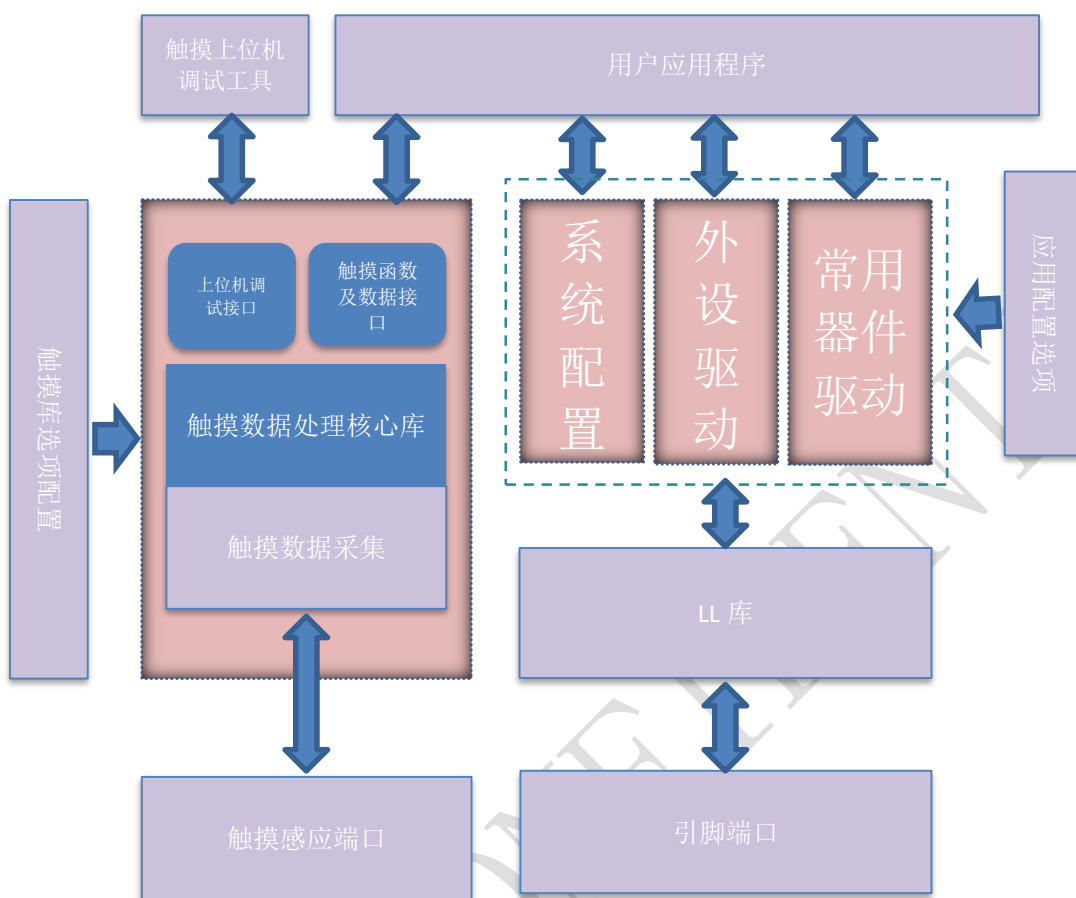 触摸上位机
调试工具
用户应用程序
触摸库选项配置
上位机调
试接口
触摸函数
及数据接
口
触摸数据处理核心库
触摸数据采集
系统配置
外设驱动
常用
器件
驱动
应用配置选项
LL 库
触摸感应端口
引脚端口